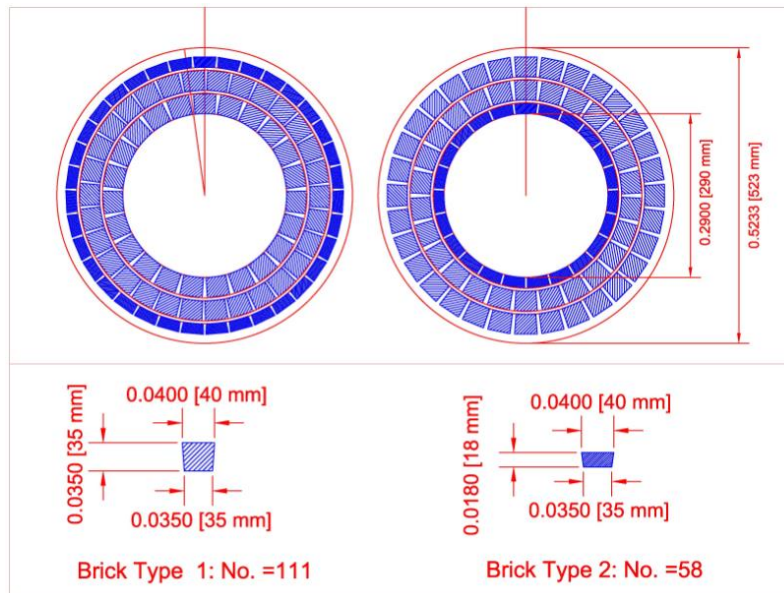 0.2900 [290 mm]
0.5233 [523 mm]
0.0400 [40 mm]
0.0350 [35 mm]
0.0350 [35 mm]
Brick Type 1: No. =111
0.0400 [40 mm]
0.0180 [18 mm]
0.0350 [35 mm]
Brick Type 2: No. =58